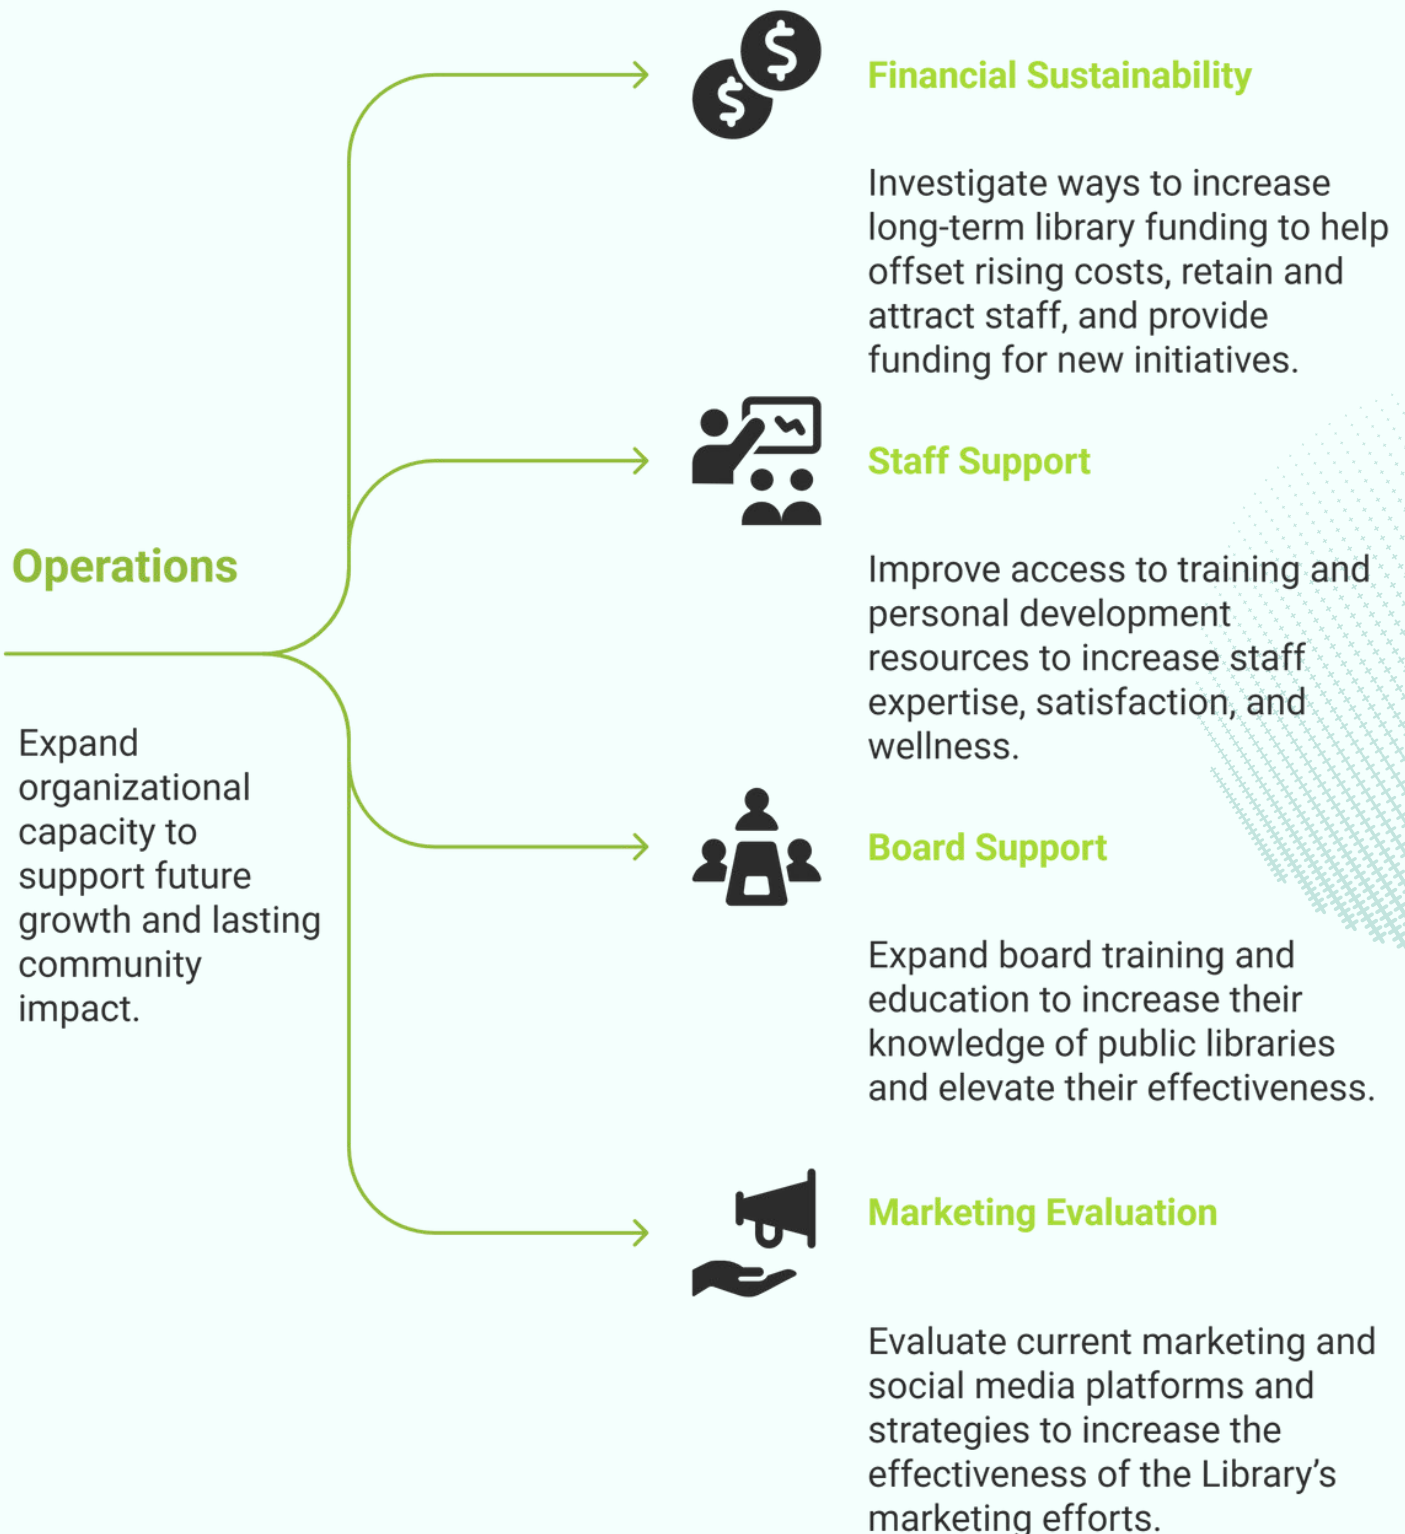 Operations
Expand
organizational
capacity to
support future
growth and lasting
community
impact.
Financial Sustainability
Investigate ways to increase
long-term library funding to help
offset rising costs, retain and
attract staff, and provide
funding for new initiatives.
Staff Support
Improve access to training and
personal development
resources to increase staff
expertise, satisfaction, and
wellness.
Board Support
Expand board training and
education to increase their
knowledge of public libraries
and elevate their effectiveness.
Marketing Evaluation
Evaluate current marketing and
social media platforms and
strategies to increase the
effectiveness of the Library’s
marketing efforts.